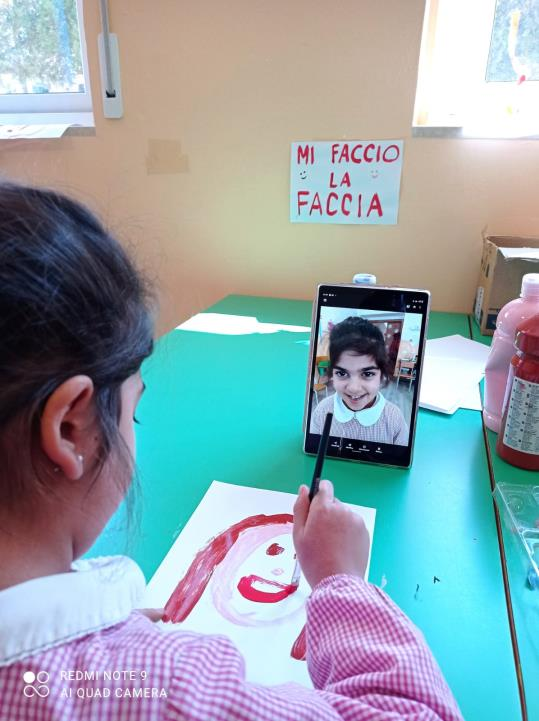 MI FACCIO
LA
FACCIA
REDMI NOTE 9
AI QUAD CAMERA